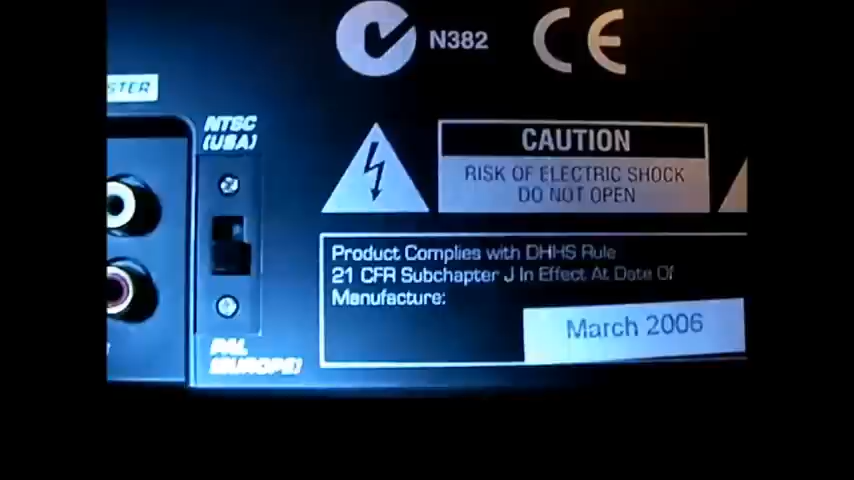 N382
CE
STER
NTSC
(USA)
CAUTION
RISK OF ELECTRIC SHOCK
DO NOT OPEN
Product Complies with DHHS Rule
21 CFR Subchapter J In Effect At Date Of
Manufacture:
March 2006
PAL
(EUROPE)